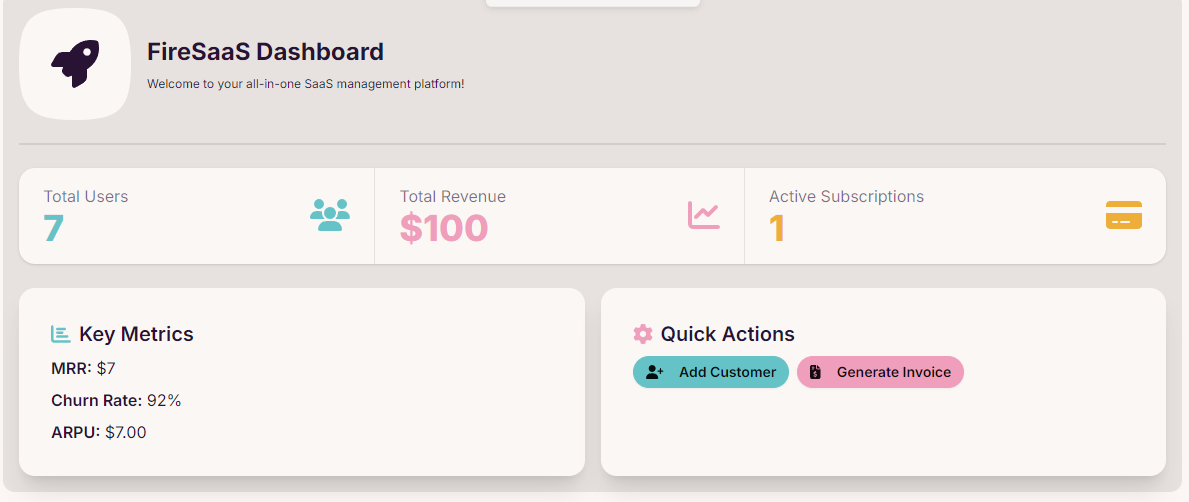 FireSaaS Dashboard
Welcome to your all-in-one SaaS management platform!
Total Users
7
Total Revenue
$100
Active Subscriptions
1
Key Metrics
MRR: $7
Churn Rate: 92%
ARPU: $7.00
Quick Actions
Add Customer
Generate Invoice